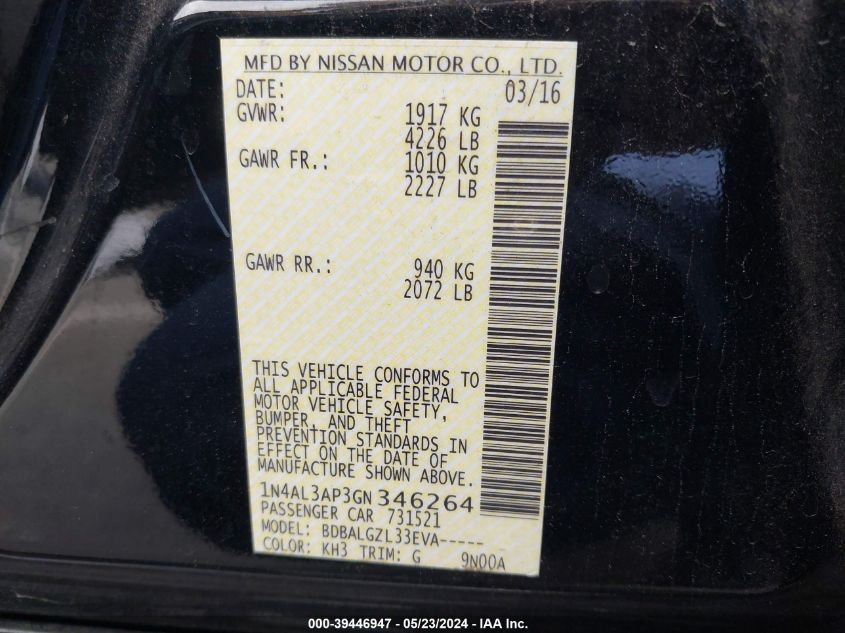 MFD BY NISSAN MOTOR CO., LTD.
DATE: 03/16
GVWR: 1917 KG
4226 LB
GAWR FR.: 1010 KG
2227 LB
GAWR RR.: 940 KG
2072 LB
THIS VEHICLE CONFORMS TO
ALL APPLICABLE FEDERAL
MOTOR VEHICLE SAFETY,
BUMPER, AND THEFT
PREVENTION STANDARDS IN
EFFECT ON THE DATE OF
MANUFACTURE SHOWN ABOVE.
1N4AL3AP3GN346264
PASSENGER CAR 731521
MODEL: BDBALGZL33EVA-----
COLOR: KH3 TRIM: G 9N00A
000-39446947 - 05/23/2024 - IAA Inc.